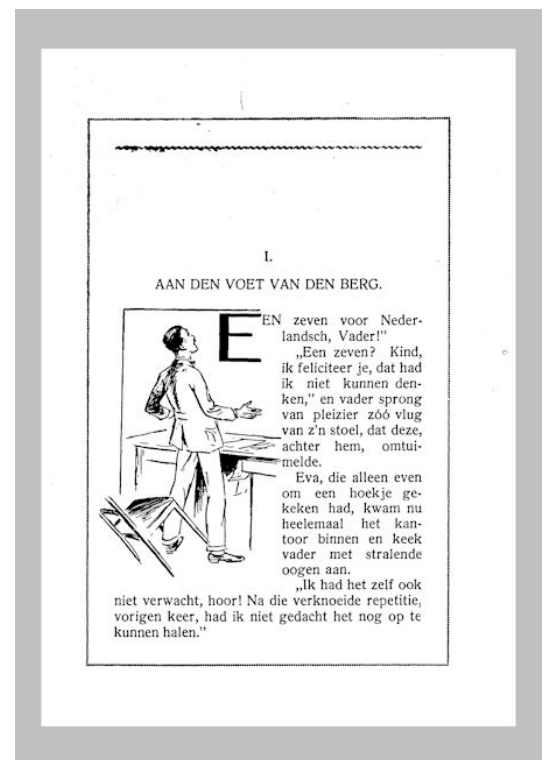 I.
AAN DEN VOET VAN DEN BERG.
EEN zeven voor Neder-
landsch, Vader!"
„Een zeven? Kind,
ik feliciteer je, dat had
ik niet kunnen den-
ken," en vader sprong
van pleizier zóó vlug
van z'n stoel, dat deze,
achter hem, omtui-
melde.
Eva, die alleen even
om een hoekje ge-
keken had, kwam nu
heelemaal het kan-
toor binnen en keek
vader met stralende
oogen aan.
„Ik had het zelf ook
niet verwacht, hoor! Na die verknoeide repetitie,
vorigen keer, had ik niet gedacht het nog op te
kunnen halen."